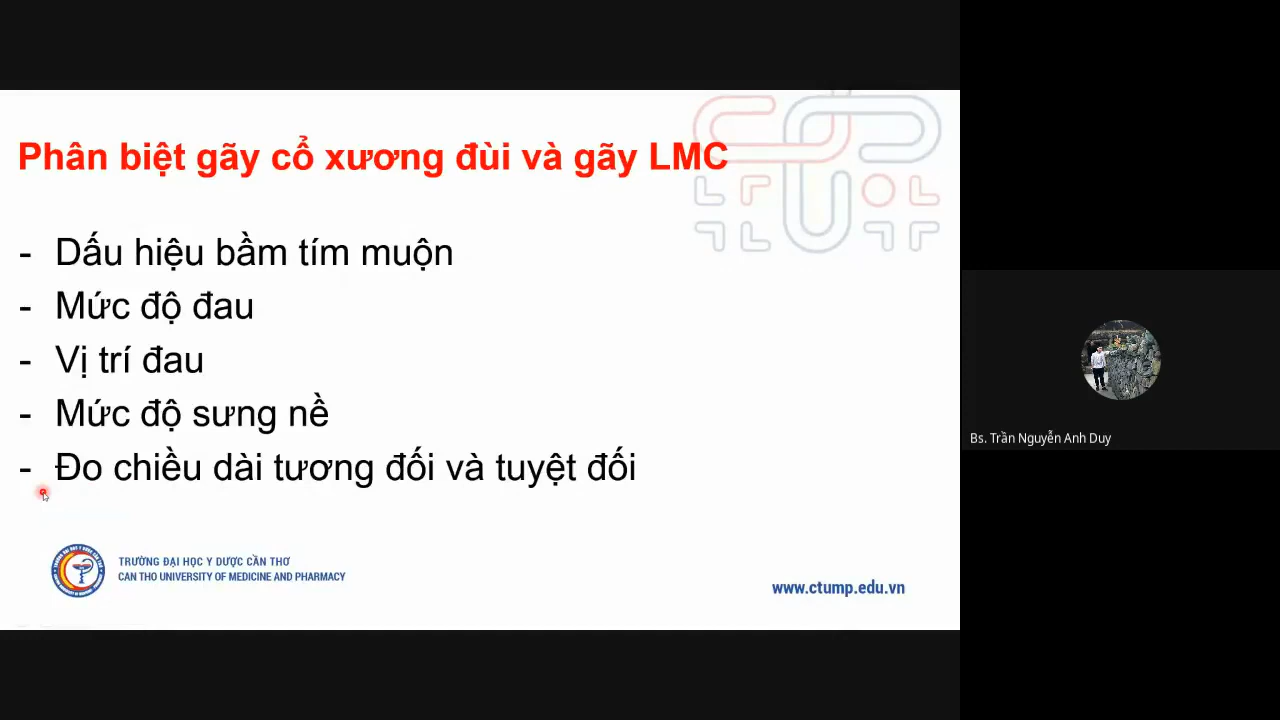 Phân biệt gãy cổ xương đùi và gãy LMC
- Dấu hiệu bầm tím muộn
- Mức độ đau
- Vị trí đau
- Mức độ sưng nề
- Đo chiều dài tương đối và tuyệt đối
TRƯỜNG ĐẠI HỌC Y DƯỢC CẦN THƠ
CAN THO UNIVERSITY OF MEDICINE AND PHARMACY
www.ctump.edu.vn
Bs. Trần Nguyễn Anh Duy